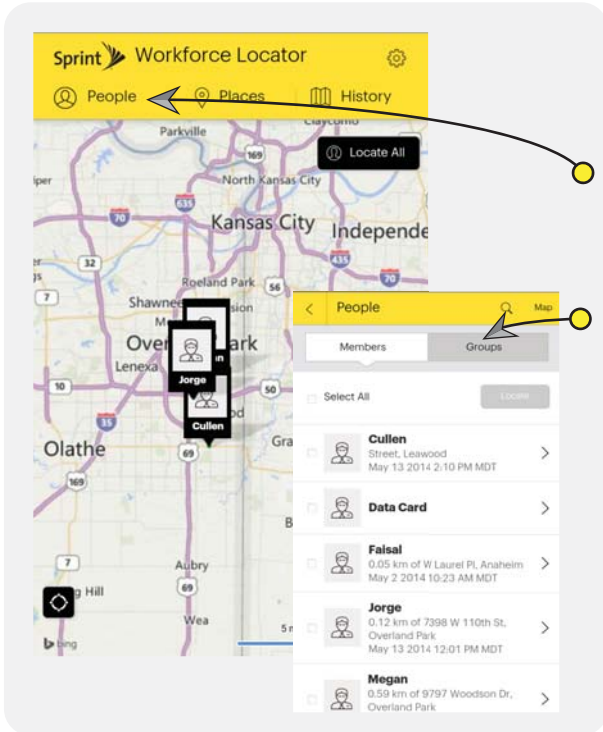 Sprint Workforce Locator
People
Places
History
Parkville
Claycomo
169
Locate All
North Kansas City
635
70
Kansas City
Independe
435
32
70
7
Roeland Park
56
Shawnee
sion
Over
ark
Lenexa
Jorge
10
50
Cullen
35
Olathe
69
169
7
Aubry
69
Hill
Wea
bing
People
Map
Members
Groups
Select All
Locate
Cullen
Street, Leawood
May 13 2014 2:10 PM MDT
Data Card
Faisal
0.05 km of W Laurel Pl, Anaheim
May 2 2014 10:23 AM MDT
Jorge
0.12 km of 7398 W 110th St,
Overland Park
May 13 2014 12:01 PM MDT
Megan
0.59 km of 9797 Woodson Dr,
Overland Park